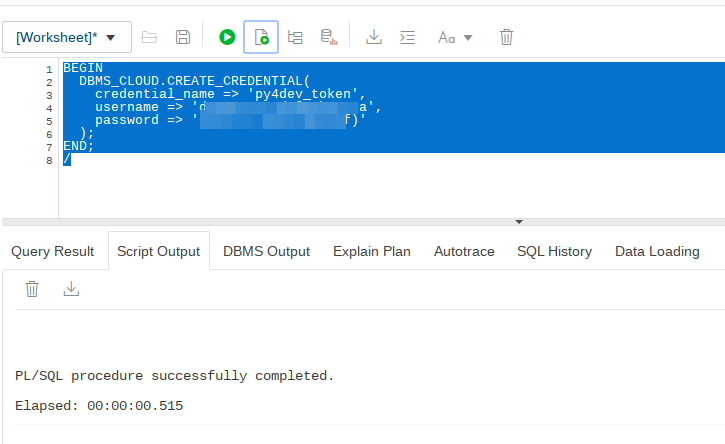 [Worksheet]*
Aa
1 BEGIN
2 DBMS_CLOUD.CREATE_CREDENTIAL(
3 credential_name => 'py4dev_token',
4 username => 'd a',
5 password => ' f)'
6 );
7 END;
8 /
Query Result Script Output DBMS Output Explain Plan Autotrace SQL History Data Loading
PL/SQL procedure successfully completed.
Elapsed: 00:00:00.515